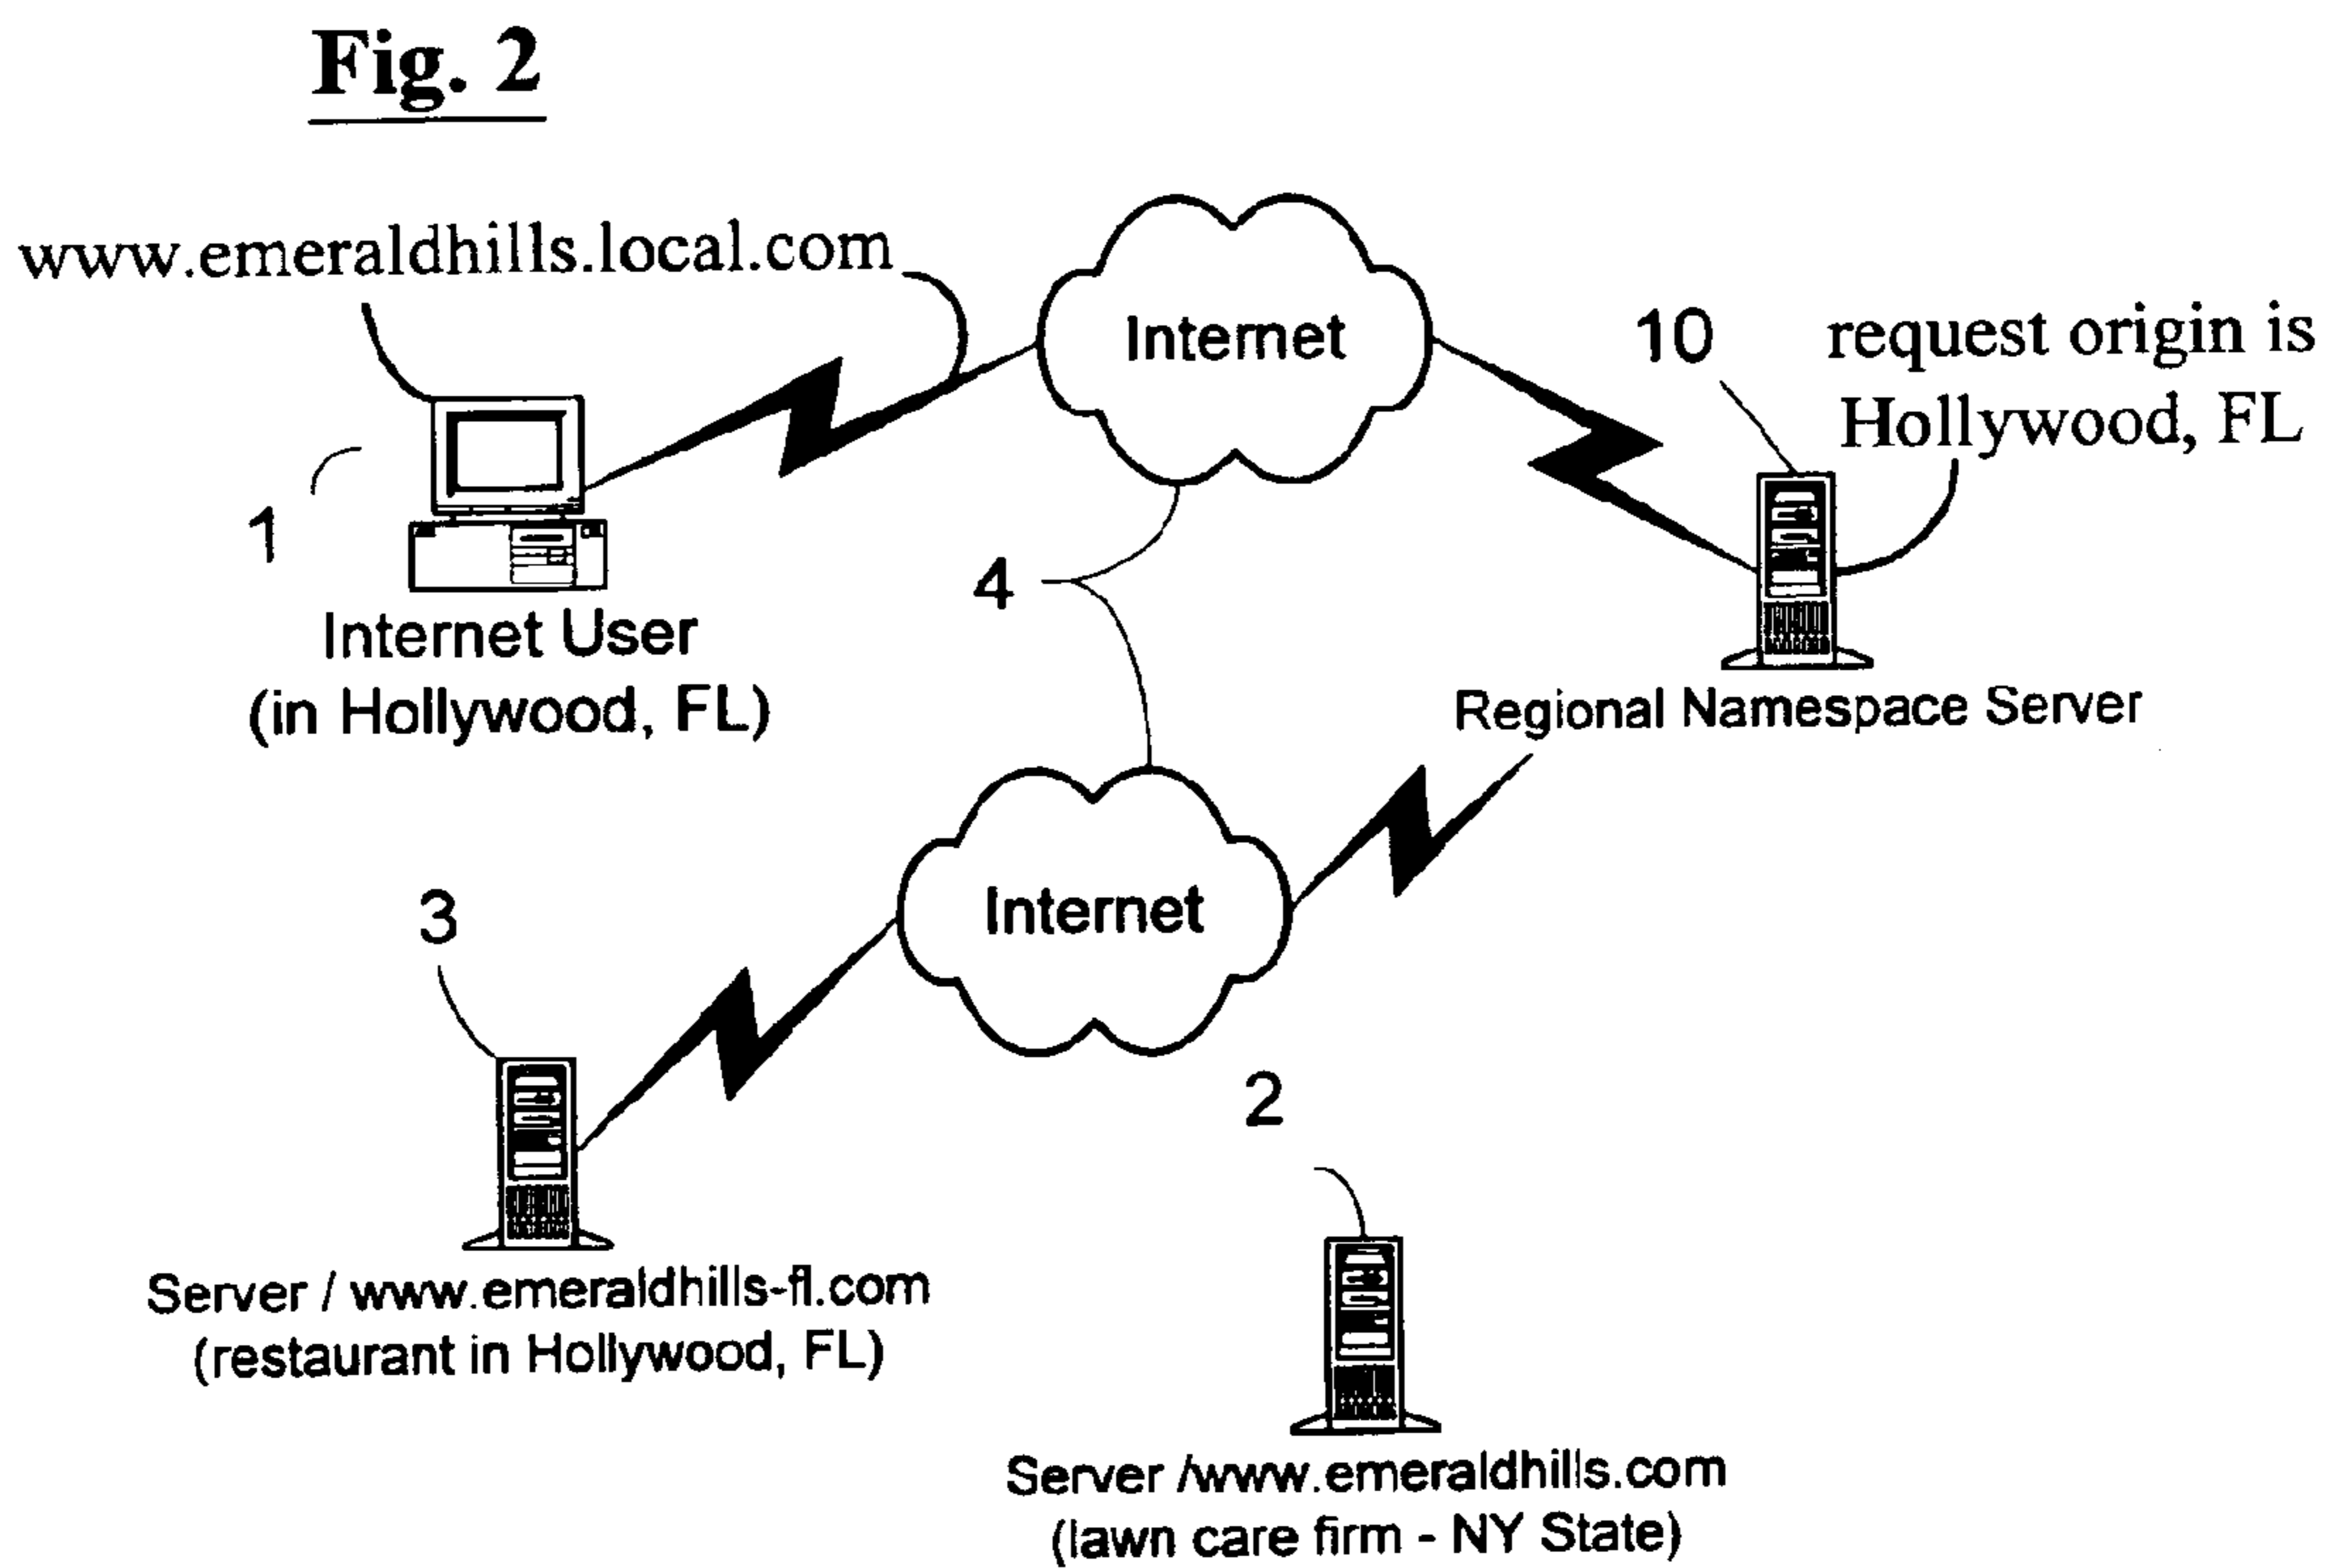 Fig. 2
www.emeraldhills.local.com
Internet
10
request origin is
Hollywood, FL
1
Internet User
(in Hollywood, FL)
4
Regional Namespace Server
Internet
3
2
Server / www.emeraldhills-fl.com
(restaurant in Hollywood, FL)
Server /www.emeraldhills.com
(lawn care firm - NY State)